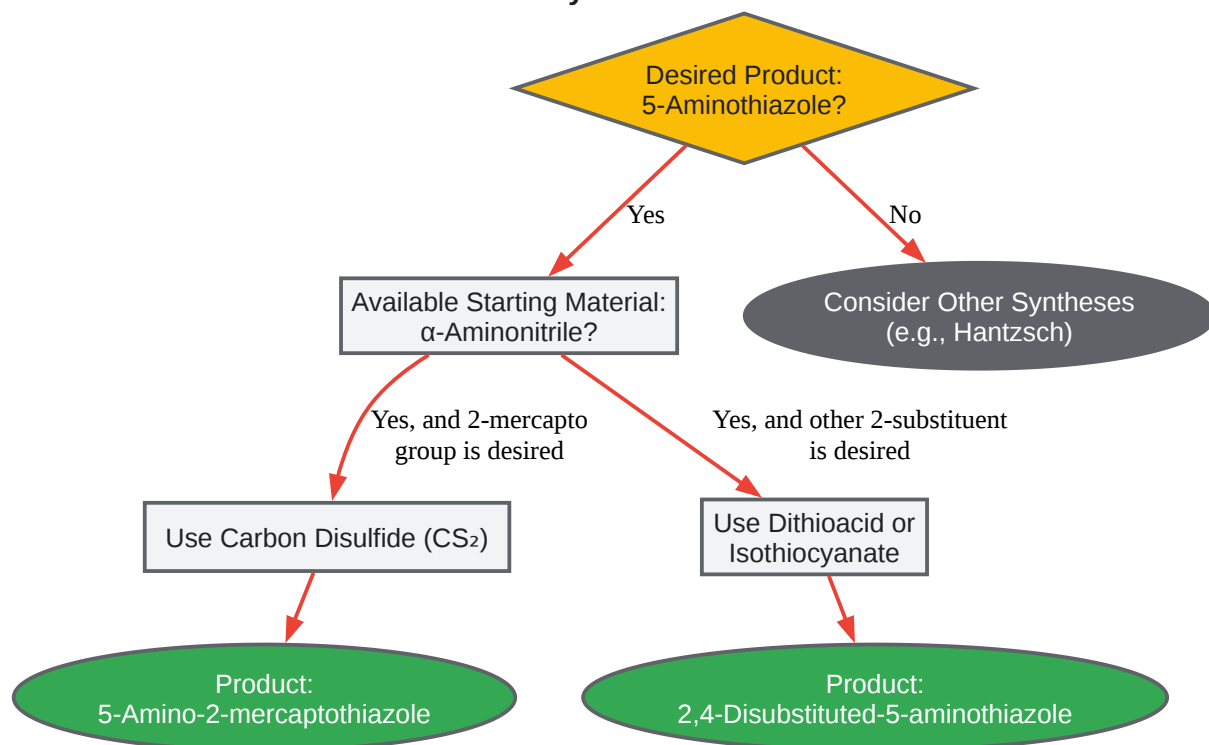 Desired Product:
5-Aminothiazole?
Yes
No
Available Starting Material:
α-Aminonitrile?
Consider Other Syntheses
(e.g., Hantzsch)
Yes, and 2-mercapto
group is desired
Yes, and other 2-substituent
is desired
Use Carbon Disulfide (CS₂)
Use Dithioacid or
Isothiocyanate
Product:
5-Amino-2-mercaptothiazole
Product:
2,4-Disubstituted-5-aminothiazole